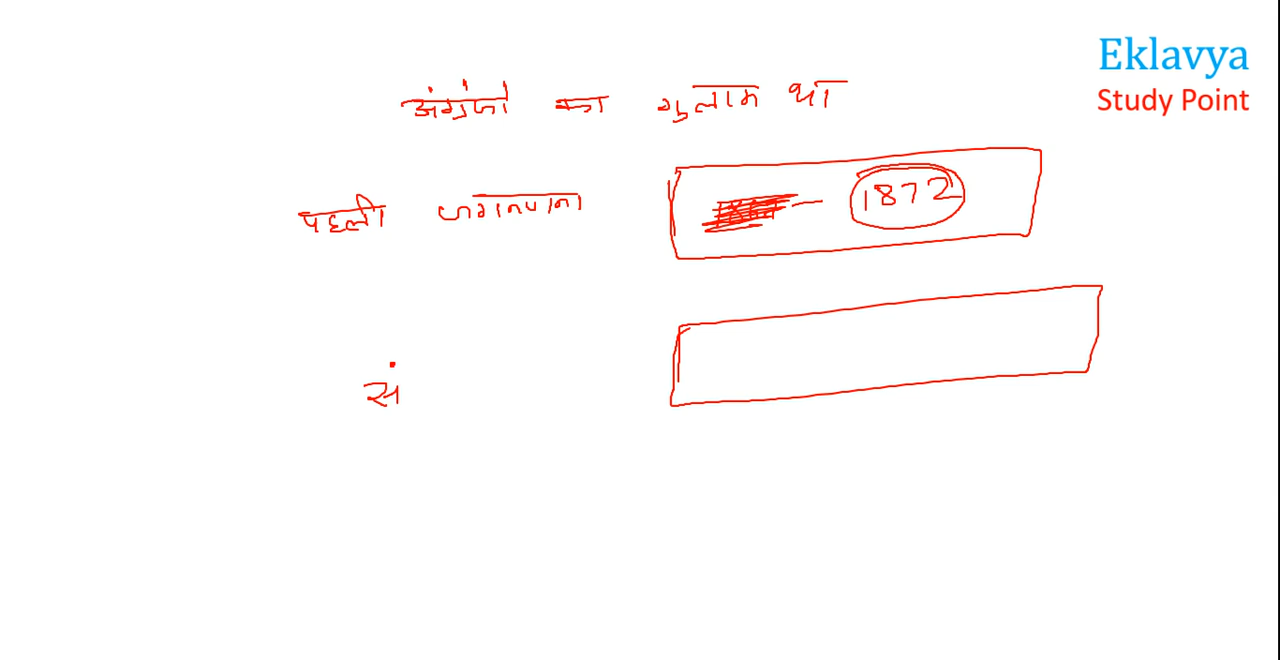 Eklavya
Study Point
अंग्रेजो का गुलाम था
पहली जनगणना
1872
सं